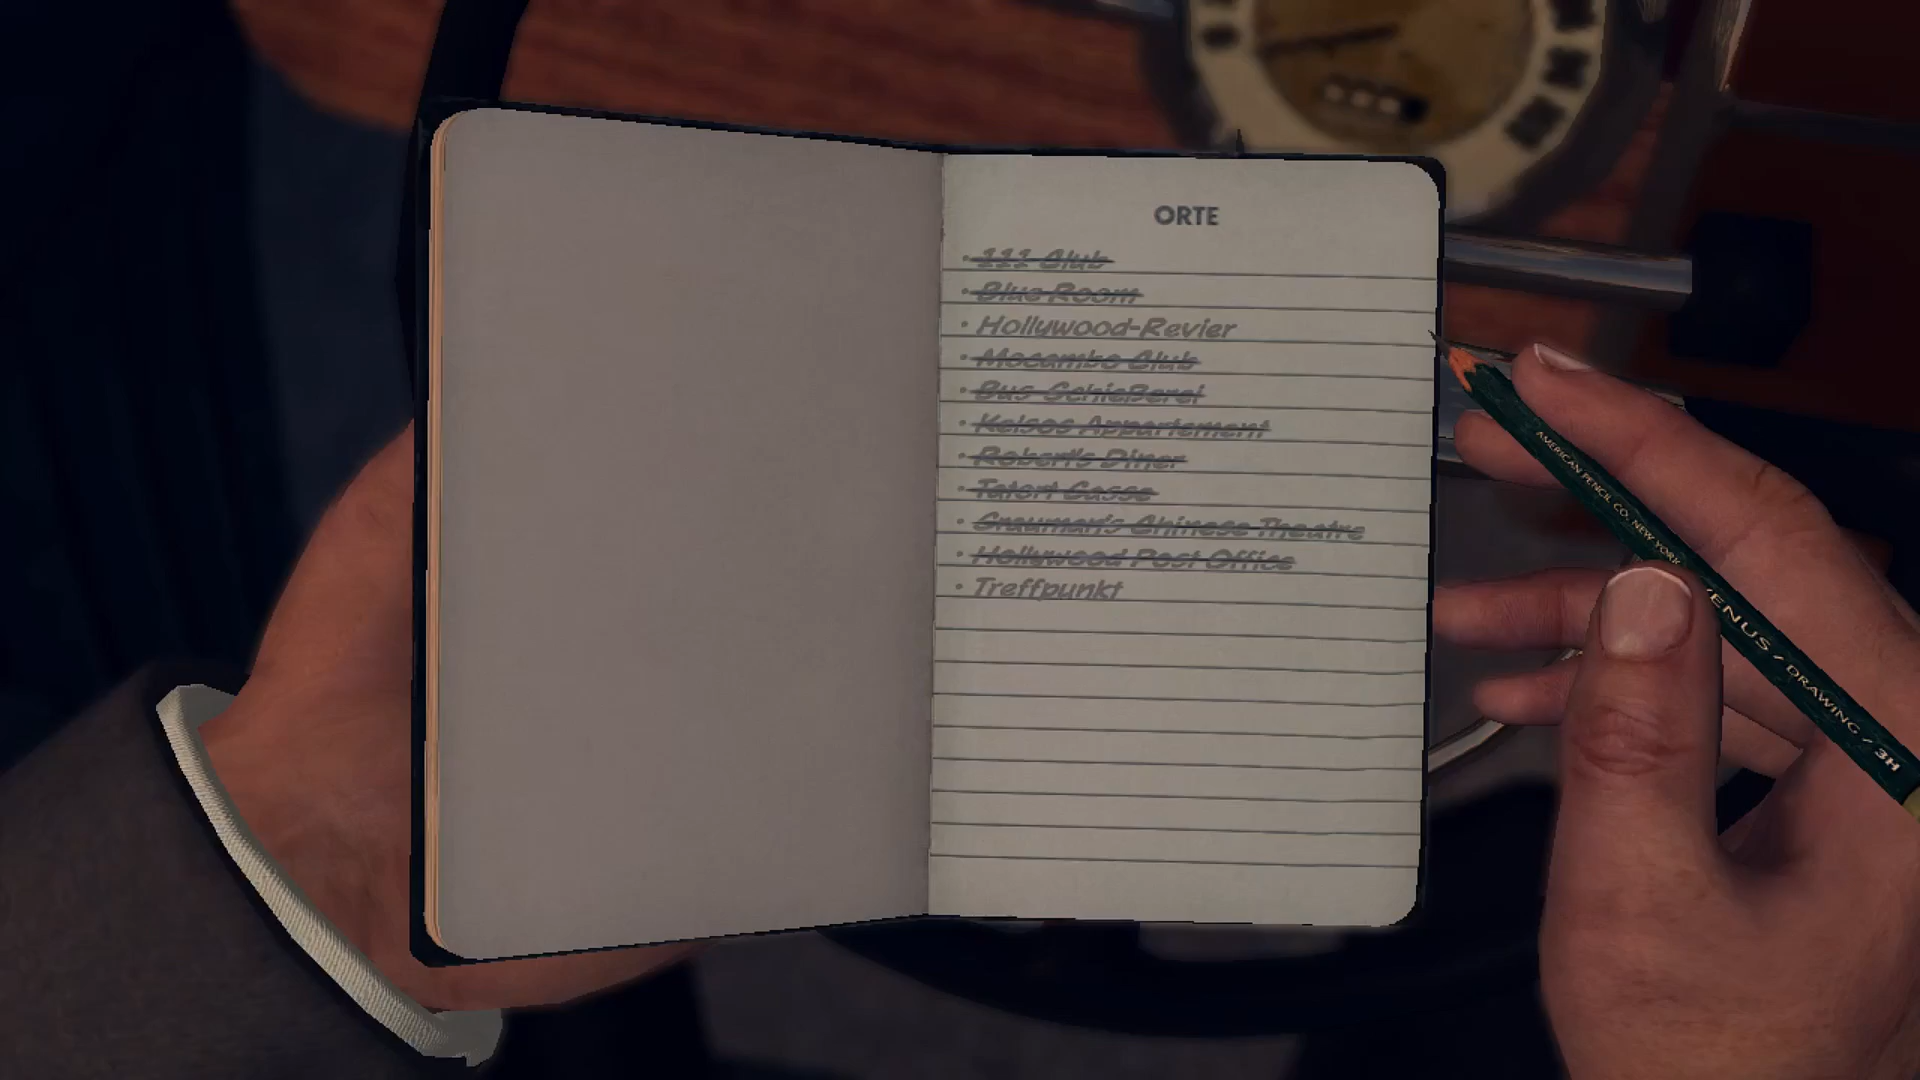 ORTE
· 111 Club
· Blue Room
· Hollywood-Revier
· Mocambo Club
· Bus-Schießerei
· Kelsos Appartement
· Robert's Diner
· Tatort Gasse
· Grauman's Chinese Theatre
· Hollywood Post Office
· Treffpunkt
AMERICAN PENCIL CO. NEW YORK
VENUS / DRAWING / 3H